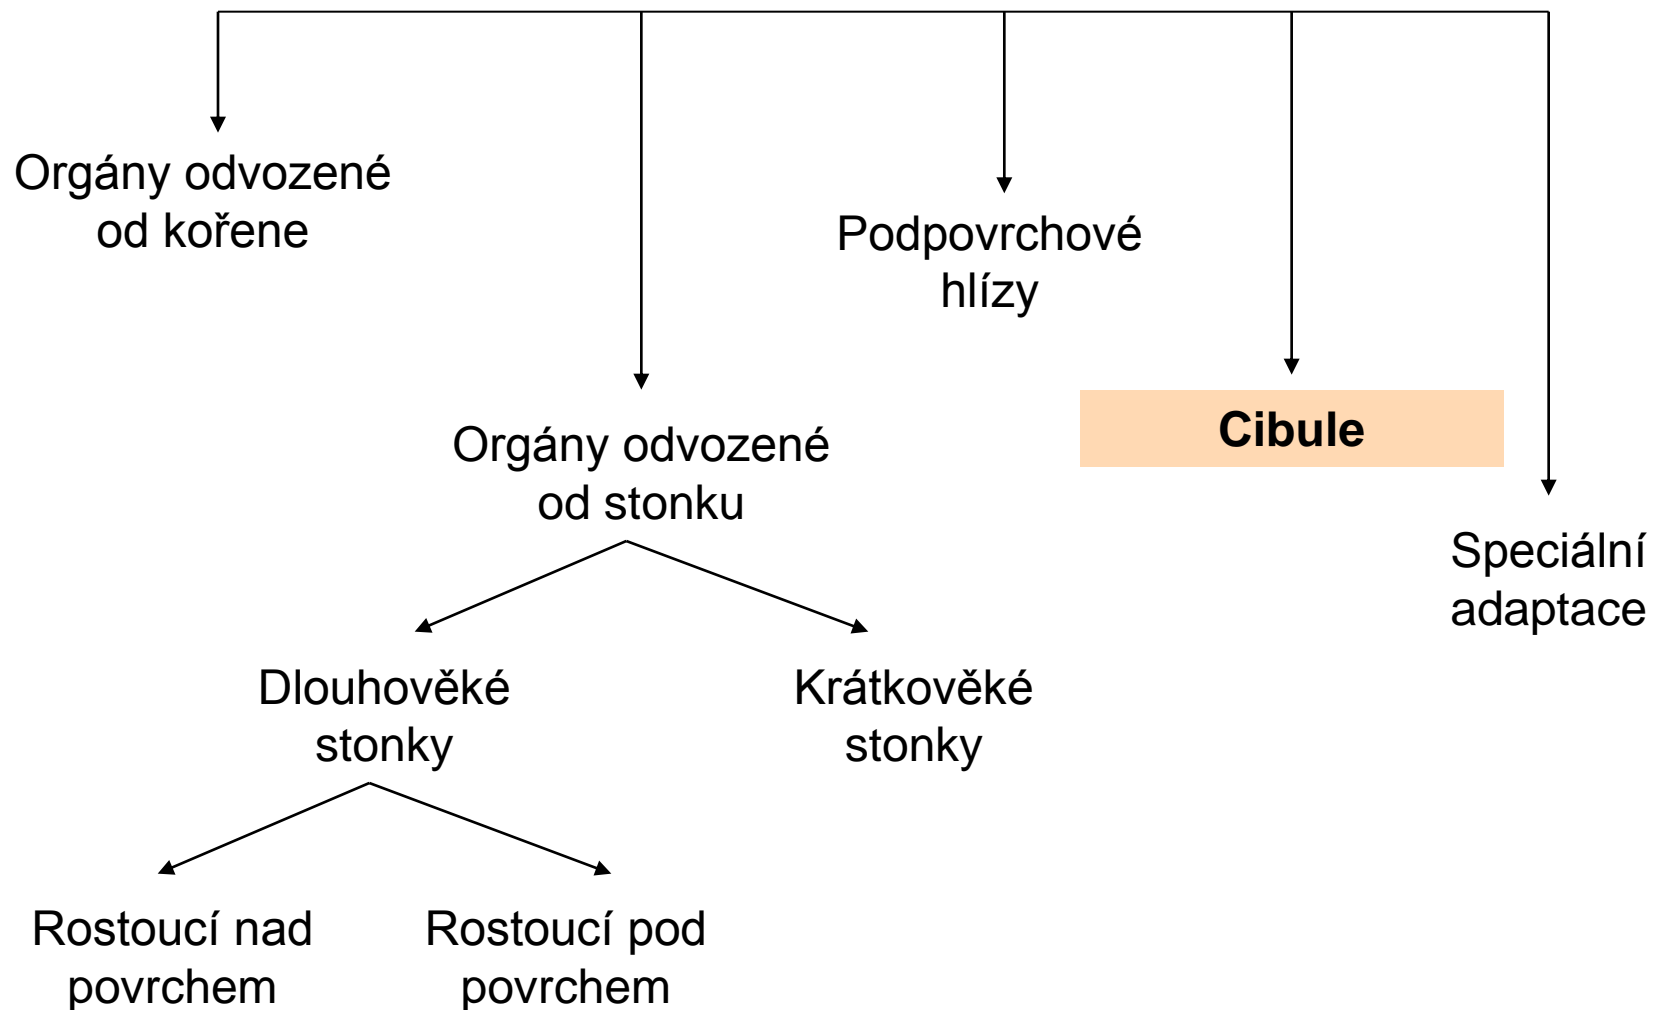 Orgány odvozené
od kořene
Podpovrchové
hlízy
Cibule
Orgány odvozené
od stonku
Speciální
adaptace
Dlouhověké
stonky
Krátkověké
stonky
Rostoucí nad
povrchem
Rostoucí pod
povrchem